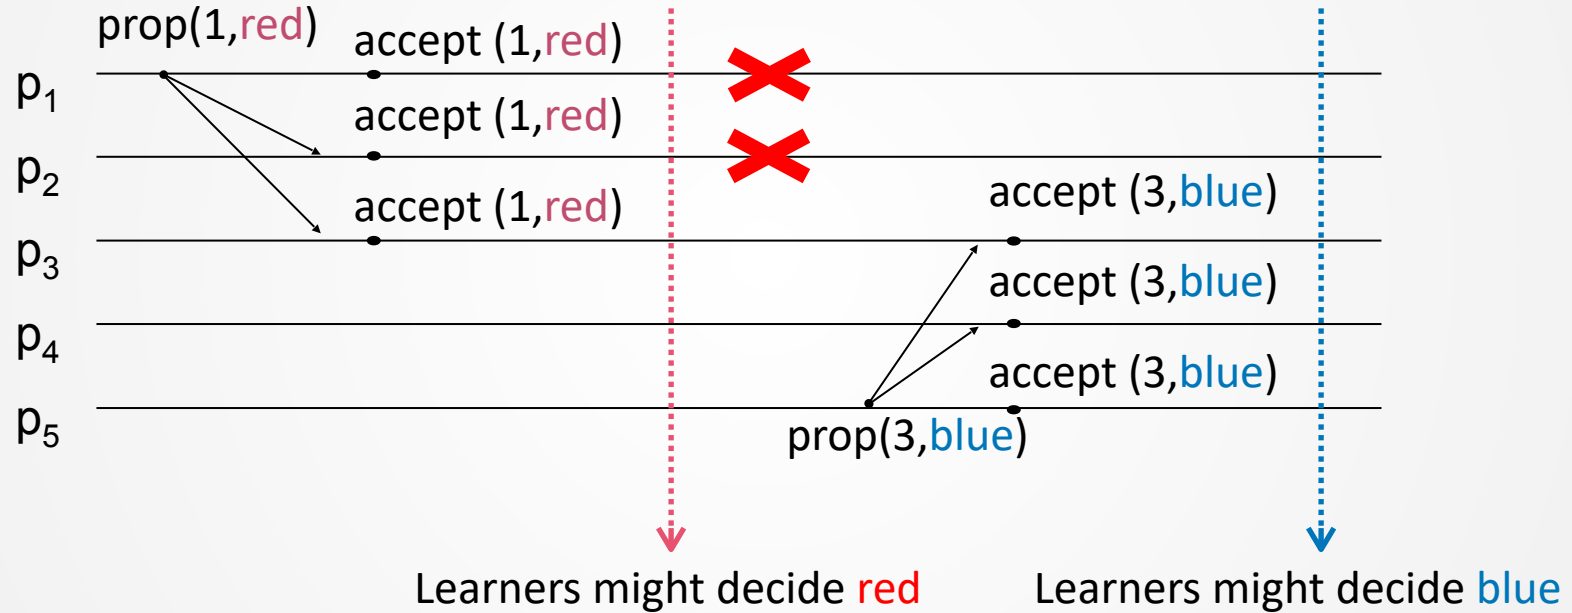 prop(1,red)
accept (1,red)
p1
accept (1,red)
p2
accept (1,red)
accept (3,blue)
p3
accept (3,blue)
p4
accept (3,blue)
p5
prop(3,blue)
Learners might decide red
Learners might decide blue